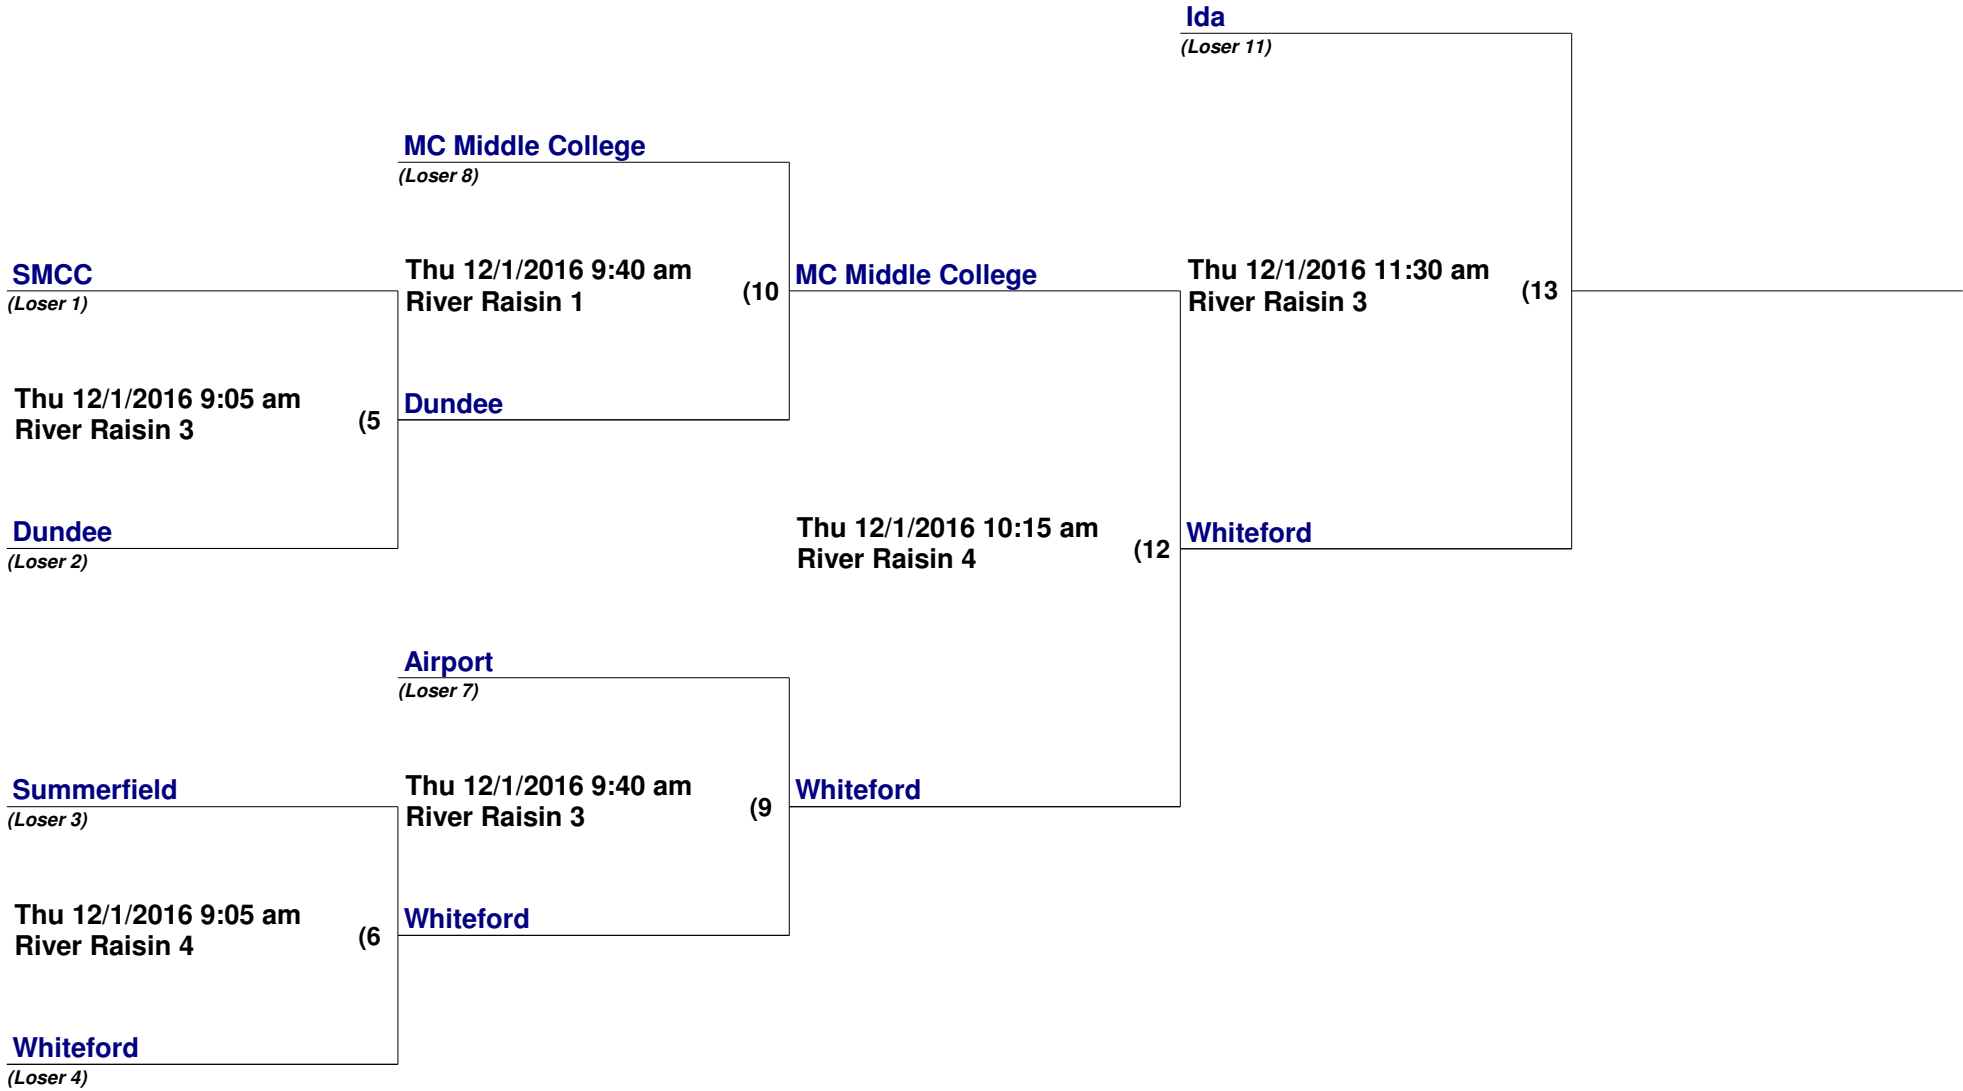 Ida
(Loser 11)
MC Middle College
(Loser 8)
SMCC
(Loser 1)
Thu 12/1/2016 9:40 am
River Raisin 1
(10
MC Middle College
Thu 12/1/2016 11:30 am
River Raisin 3
(13
Thu 12/1/2016 9:05 am
River Raisin 3
(5
Dundee
Dundee
(Loser 2)
Thu 12/1/2016 10:15 am
River Raisin 4
(12
Whiteford
Airport
(Loser 7)
Summerfield
(Loser 3)
Thu 12/1/2016 9:40 am
River Raisin 3
(9
Whiteford
Thu 12/1/2016 9:05 am
River Raisin 4
(6
Whiteford
Whiteford
(Loser 4)